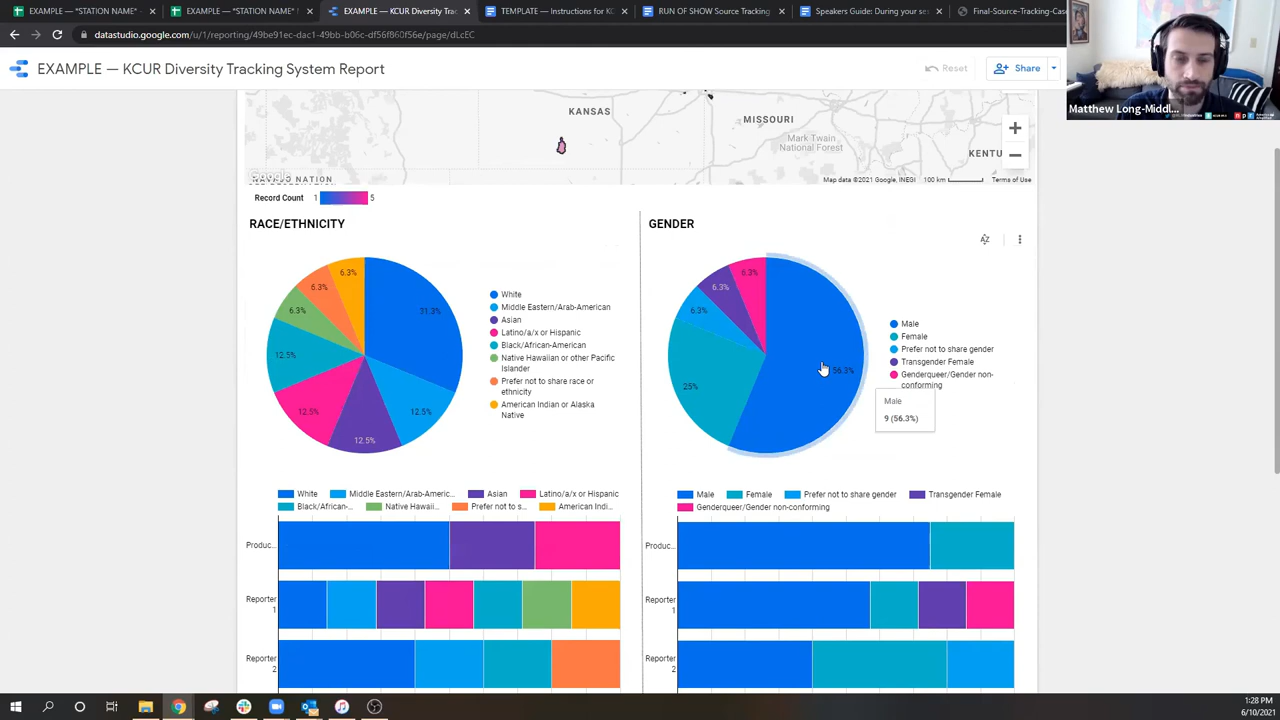 *STATION NAME* — S
*STATION NAME* !
EXAMPLE — KCUR Diversity Trac
TEMPLATE — Instructions for KC
RUN OF SHOW Source Tracking
Speakers Guide: During your se
Final-Source-Tracking-Cas
datastudio.google.com/u/1/reporting/49be91ec-dac1-49bb-b06c-df56f860f56e/page/dLcEC
EXAMPLE — KCUR Diversity Tracking System Report
Reset
Share
Matthew Long-Middl...
KANSAS
MISSOURI
Mark Twain
National Forest
KENTU
NATION
Google
Map data ©2021 Google, INEGI
100 km
Terms of Use
Record Count
1
5
RACE/ETHNICITY
GENDER
6.3%
6.3%
6.3%
12.5%
12.5%
12.5%
12.5%
31.3%
White
Middle Eastern/Arab-American
Asian
Latino/a/x or Hispanic
Black/African-American
Native Hawaiian or other Pacific
Islander
Prefer not to share race or
ethnicity
American Indian or Alaska
Native
6.3%
6.3%
6.3%
25%
56.3%
Male
Female
Prefer not to share gender
Transgender Female
Genderqueer/Gender non-
conforming
Male
9 (56.3%)
White
Middle Eastern/Arab-Americ...
Asian
Latino/a/x or Hispanic
Black/African-...
Native Hawaii...
Prefer not to s...
American Indi...
Male
Female
Prefer not to share gender
Transgender Female
Genderqueer/Gender non-conforming
Produc...
Reporter
1
Reporter
2
Produc...
Reporter
1
Reporter
2
1:28 PM
6/10/2021